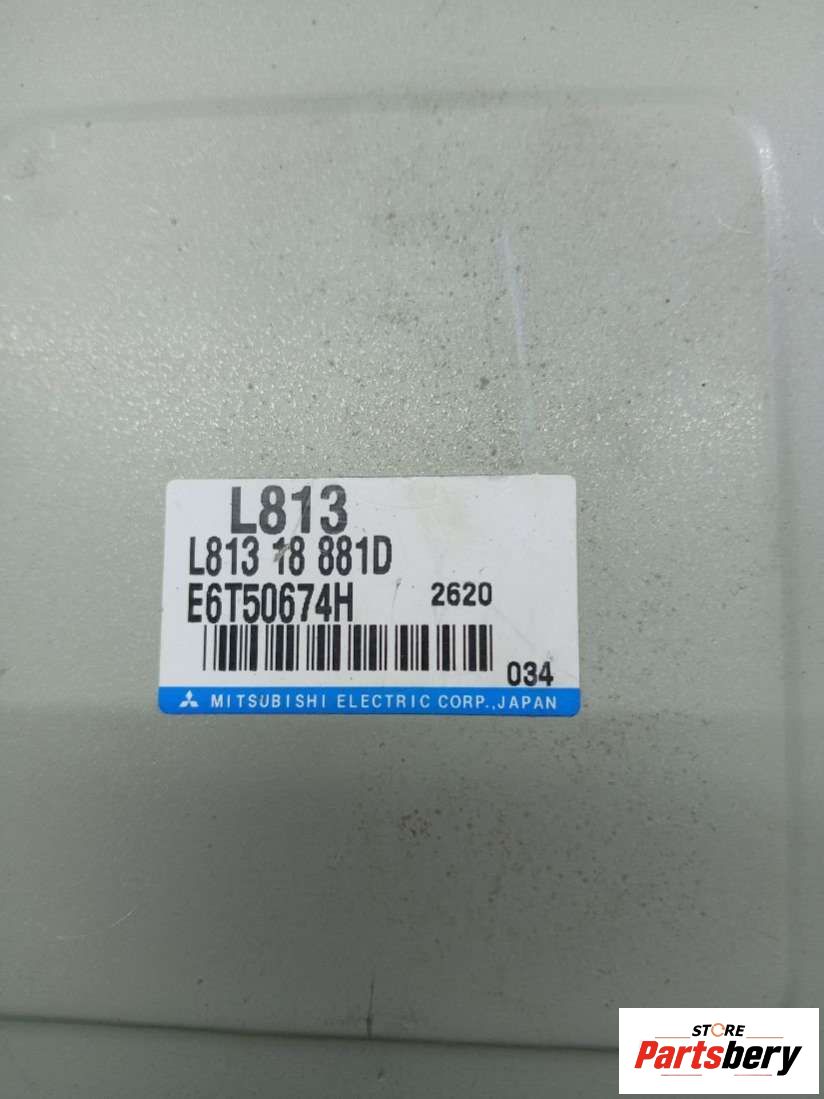 L813
L813 18 881D
E6T50674H 2620
034
MITSUBISHI ELECTRIC CORP., JAPAN
STORE
Partsbery